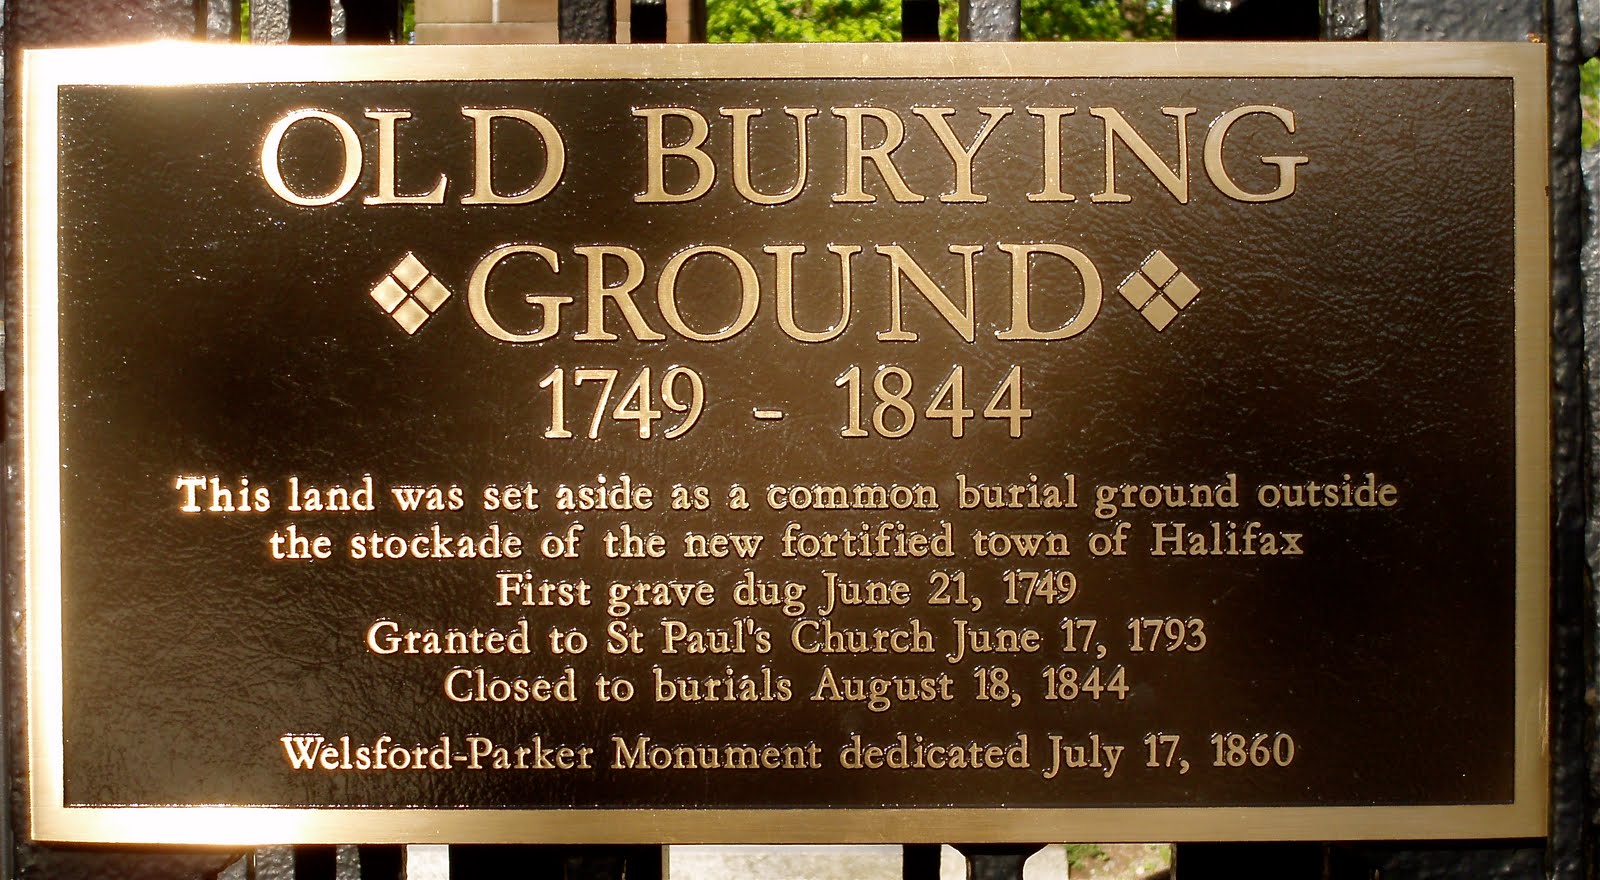 OLD BURYING
GROUND
1749 - 1844
This land was set aside as a common burial ground outside
the stockade of the new fortified town of Halifax
First grave dug June 21, 1749
Granted to St Paul's Church June 17, 1793
Closed to burials August 18, 1844
Welsford-Parker Monument dedicated July 17, 1860